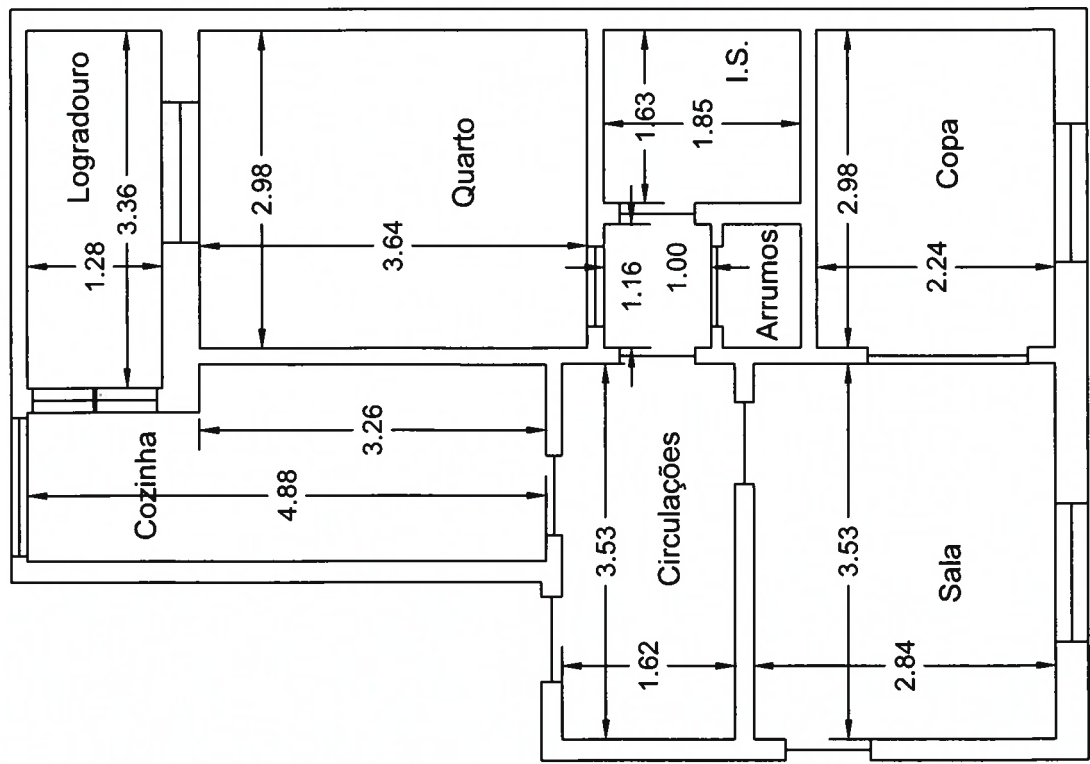 Logradouro
3.36
1.28
Quarto
2.98
3.64
I.S.
1.63
1.85
Copa
2.98
2.24
1.16
1.00
Arrumos
Cozinha
4.88
3.26
Circulações
3.53
1.62
Sala
3.53
2.84